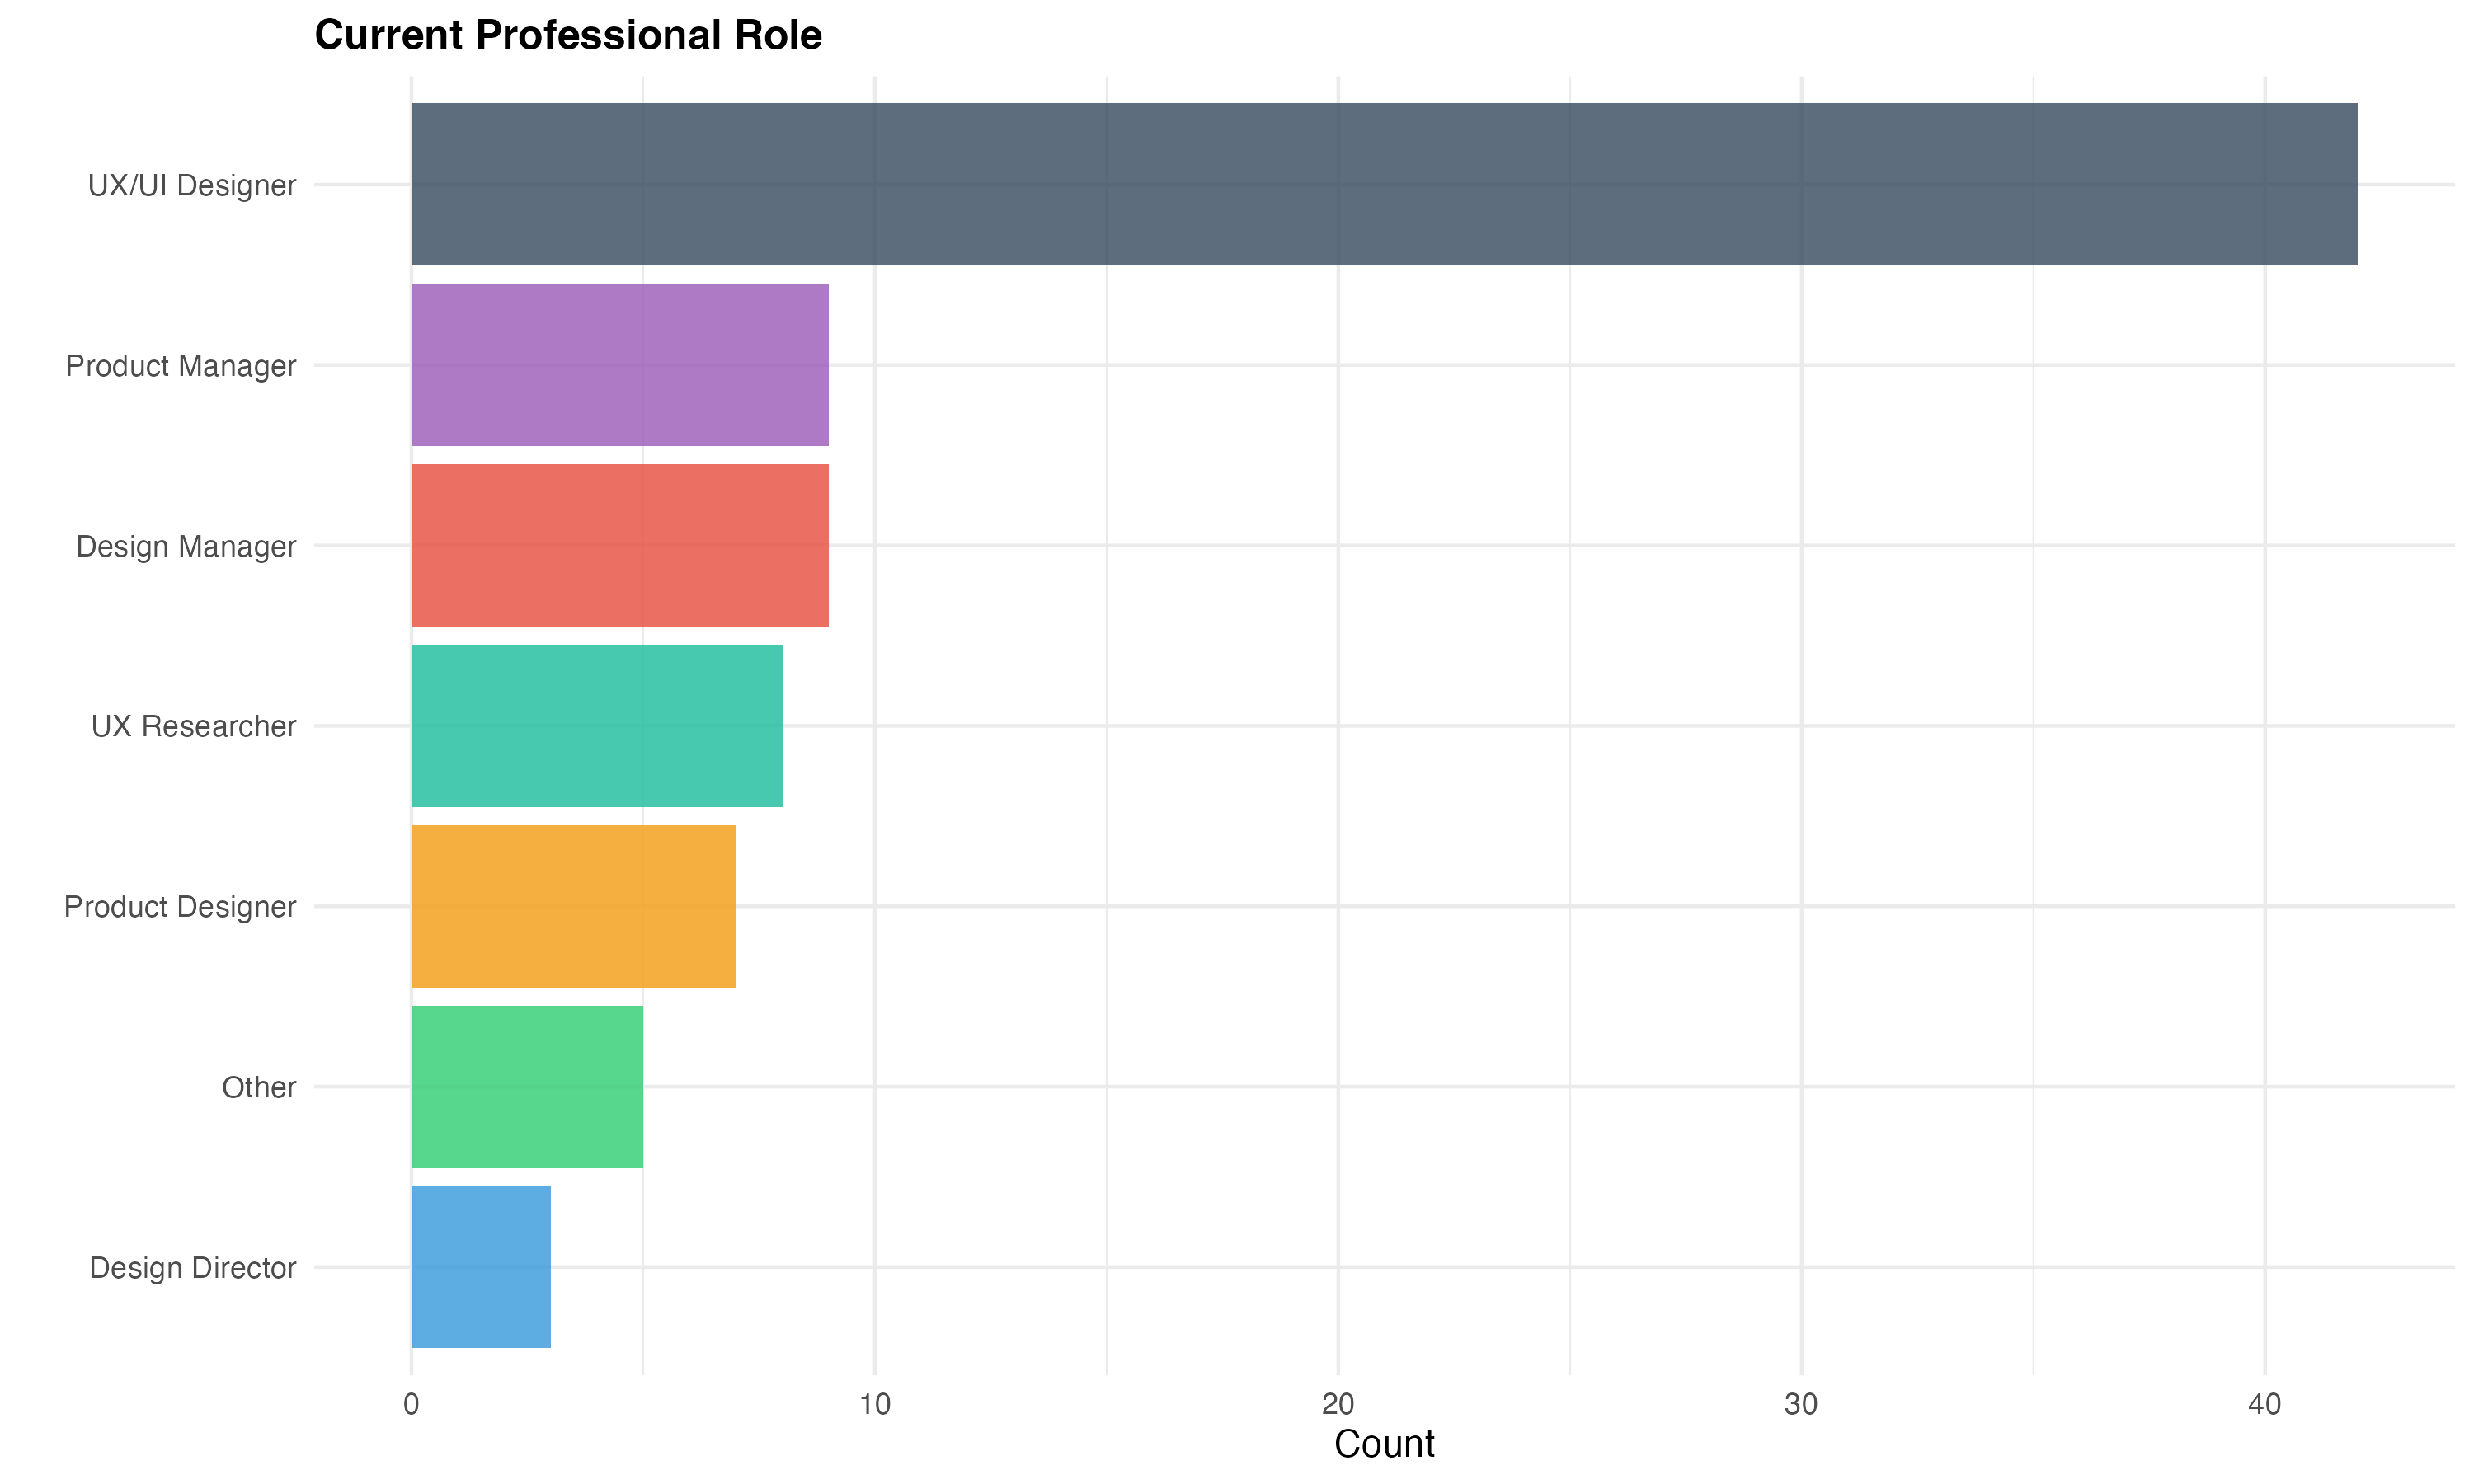 Current Professional Role
UX/UI Designer
Product Manager
Design Manager
UX Researcher
Product Designer
Other
Design Director
0 10 20 30 40
Count